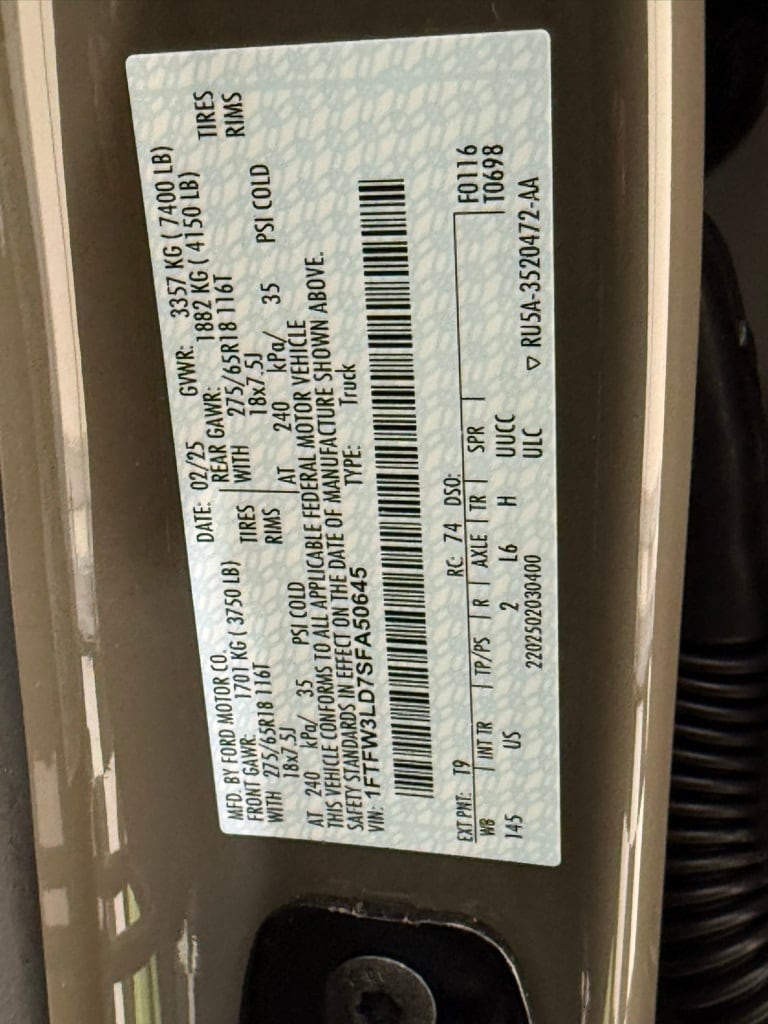 MFD. BY FORD MOTOR CO. DATE: 02/25 GVWR: 3357 KG ( 7400 LB)
FRONT GAWR: 1701 KG ( 3750 LB) REAR GAWR: 1882 KG ( 4150 LB)
WITH 275/65R18 116T TIRES WITH 275/65R18 116T TIRES
18x7.5J RIMS 18x7.5J RIMS
AT 240 kPa/ 35 PSI COLD AT 240 kPa/ 35 PSI COLD
THIS VEHICLE CONFORMS TO ALL APPLICABLE FEDERAL MOTOR VEHICLE
SAFETY STANDARDS IN EFFECT ON THE DATE OF MANUFACTURE SHOWN ABOVE.
VIN: 1FTFW3LD7SFA50645 TYPE: Truck
F0116
EXT PNT: T9 RC: 74 DSO: T0698
WB INT TR TP/PS R AXLE TR SPR
145 US 2 L6 H UUCC
ULC ▽ RU5A-3520472-AA
2202502030400